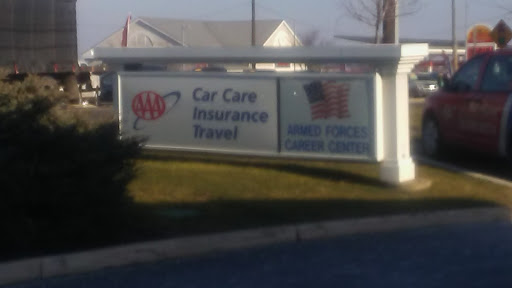 AAA
Car Care
Insurance
Travel
ARMED FORCES
CAREER CENTER